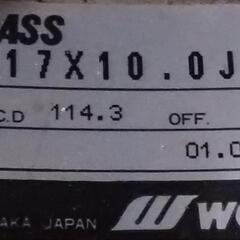 ASS
17X10.0J
C.D 114.3 OFF.
01.0
AKA JAPAN W